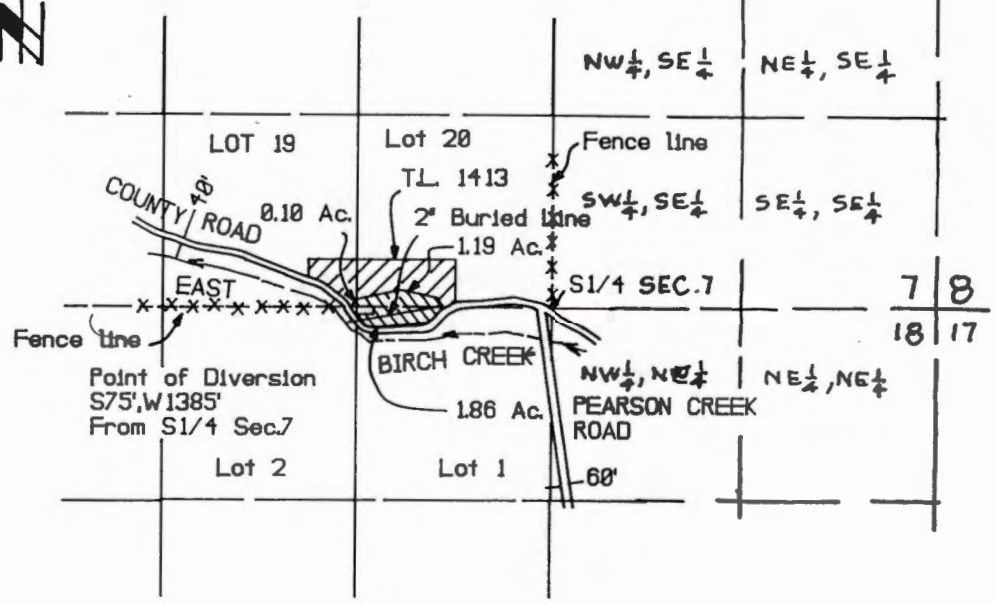 N
NW¼, SE¼
NE¼, SE¼
LOT 19
Lot 20
Fence line
T.L. 1413
COUNTY ROAD
40'
0.10 Ac.
2" Buried Line
1.19 Ac.
SW¼, SE¼
SE¼, SE¼
EAST
S1/4 SEC.7
7 8
18 17
Fence line
BIRCH CREEK
Point of Diversion
S75',W1385'
From S1/4 Sec.7
1.86 Ac.
NW¼, NE¼
NE¼,NE¼
PEARSON CREEK
ROAD
Lot 2
Lot 1
60'